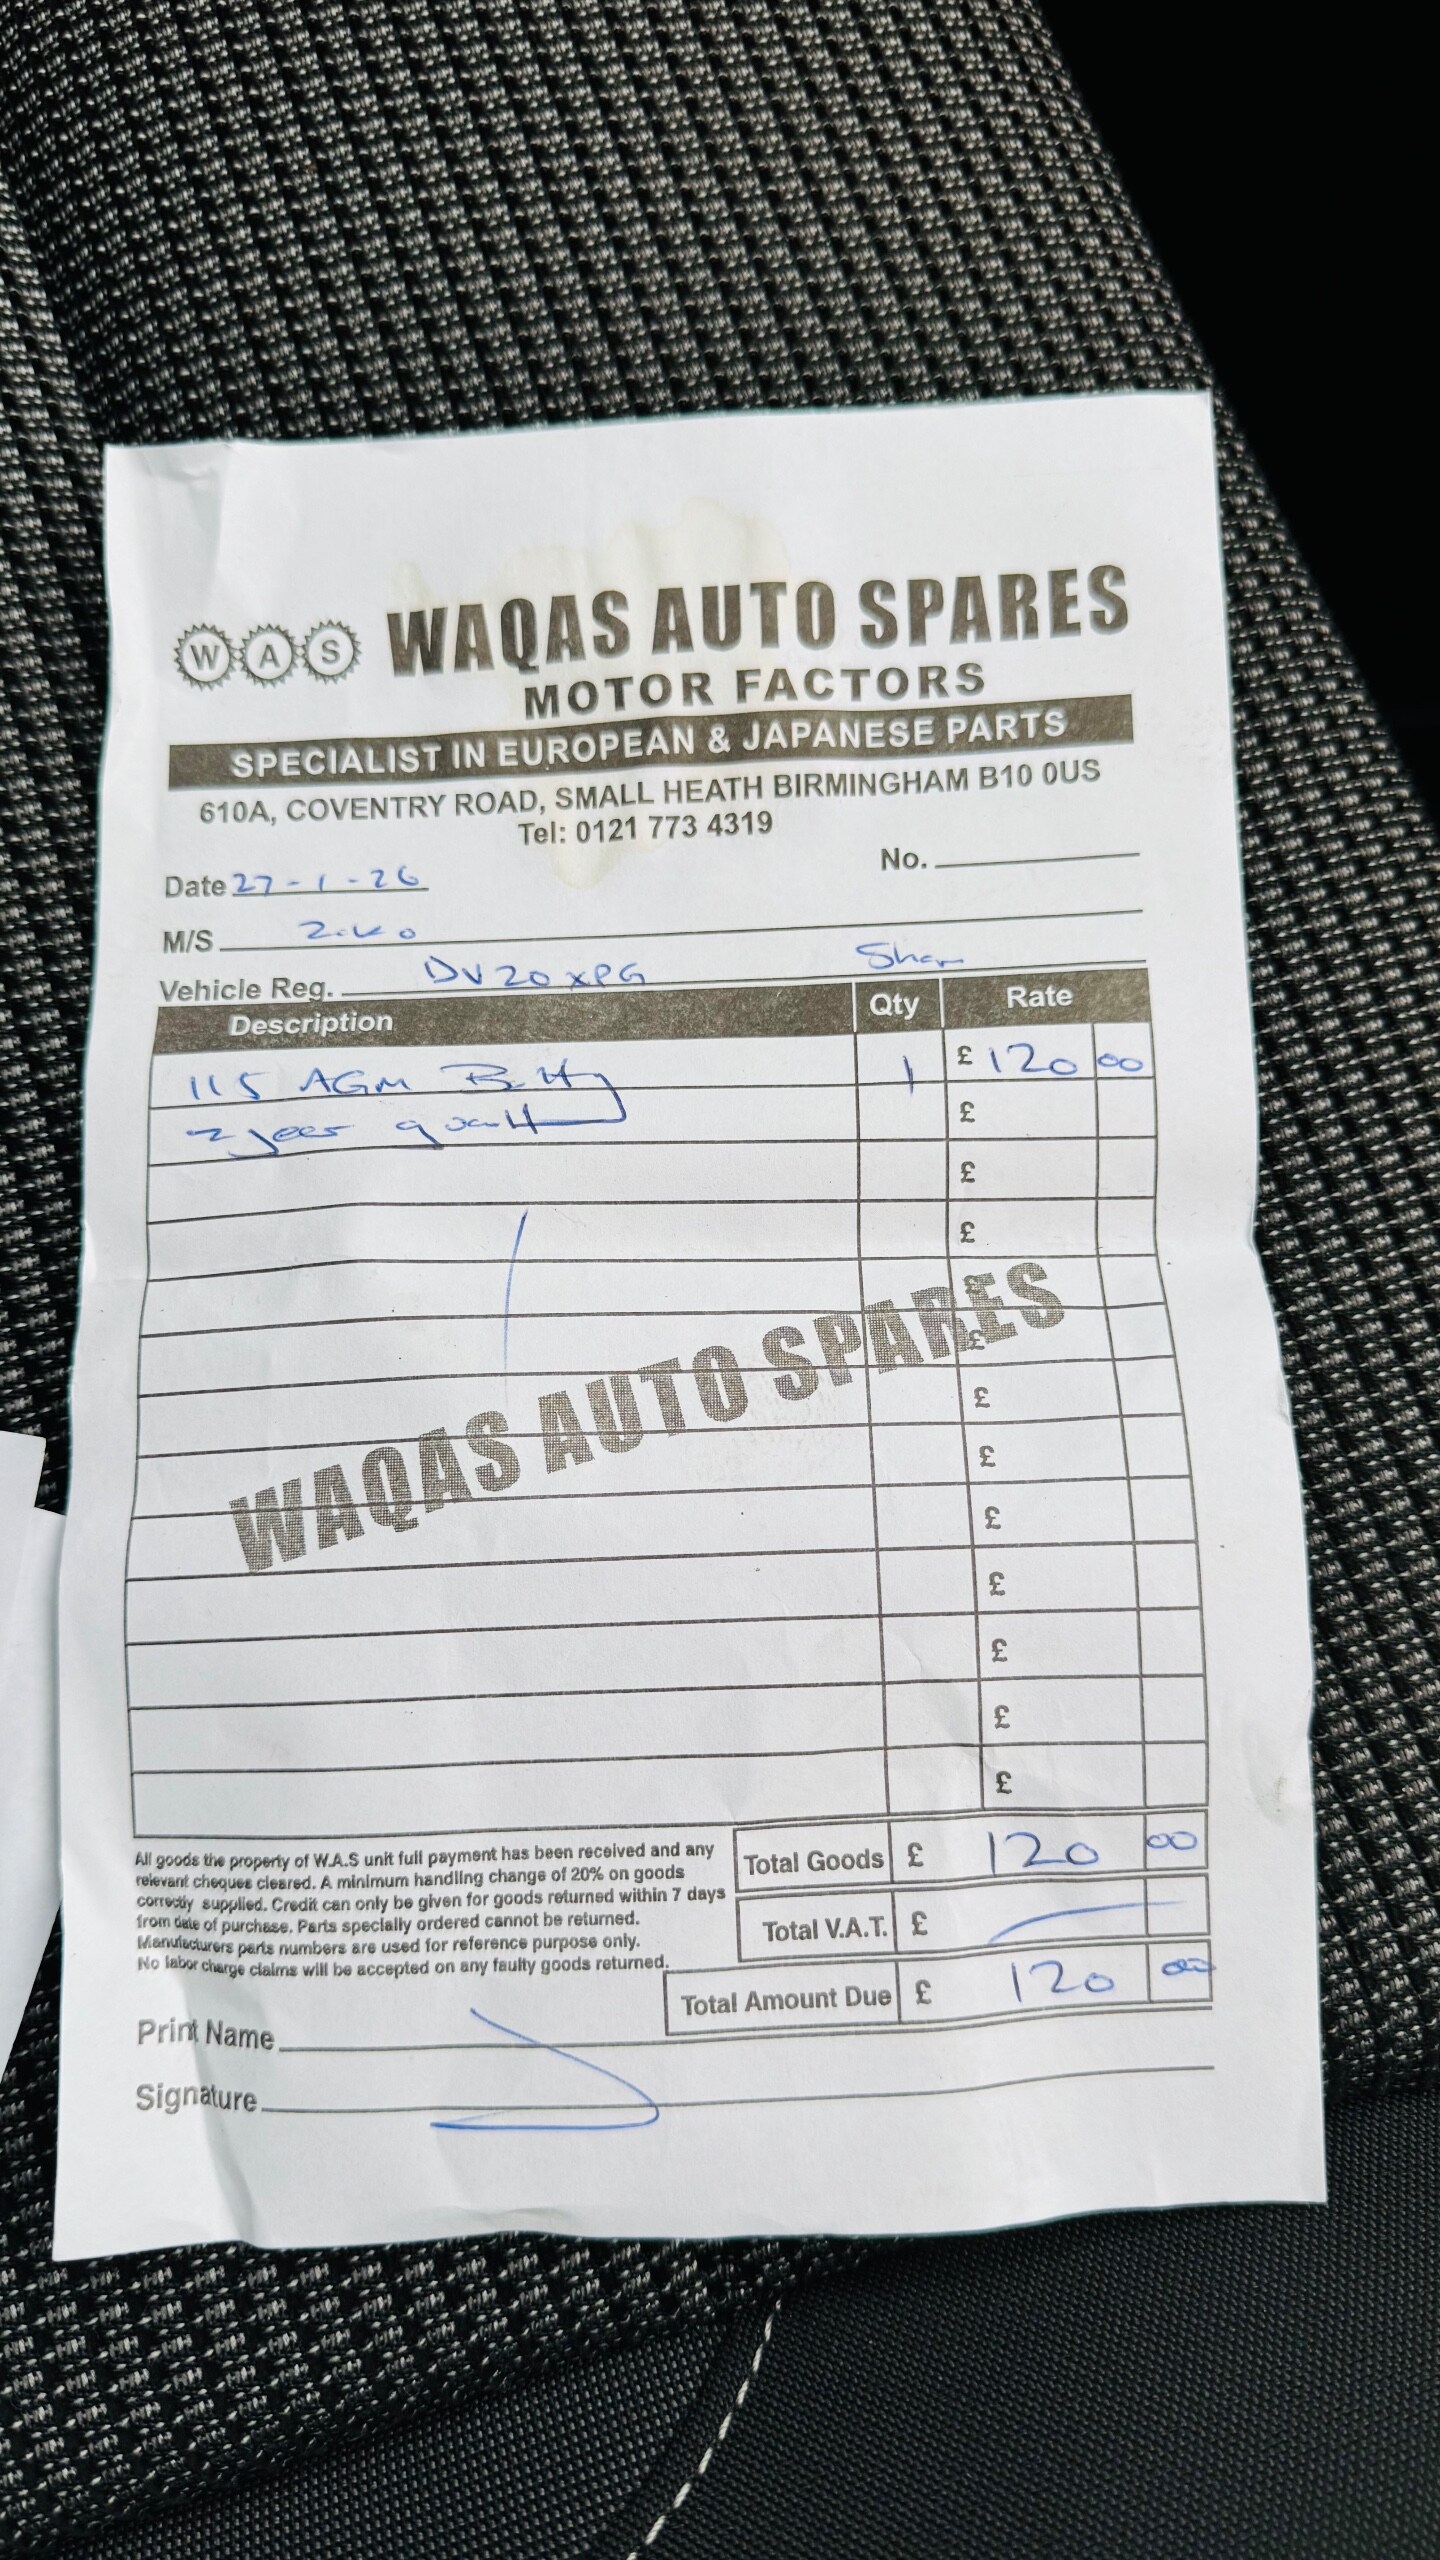 W A S WAQAS AUTO SPARES
MOTOR FACTORS
SPECIALIST IN EUROPEAN & JAPANESE PARTS
610A, COVENTRY ROAD, SMALL HEATH BIRMINGHAM B10 0US
Tel: 0121 773 4319
No.
Date 27-1-26
M/S
Vehicle Reg. DV20 XPG
Description Qty Rate
115 AGM 1 £ 120 00
2 year £
£
£
£
£
£
£
£
£
£
£
£
WAQAS AUTO SPARES
All goods the property of W.A.S unit full payment has been received and any
relevant cheques cleared. A minimum handling change of 20% on goods
correctly supplied. Credit can only be given for goods returned within 7 days
from date of purchase. Parts specially ordered cannot be returned.
Manufacturers parts numbers are used for reference purpose only.
No labor charge claims will be accepted on any faulty goods returned.
Total Goods £ 120 00
Total V.A.T. £
Total Amount Due £ 120 00
Print Name
Signature